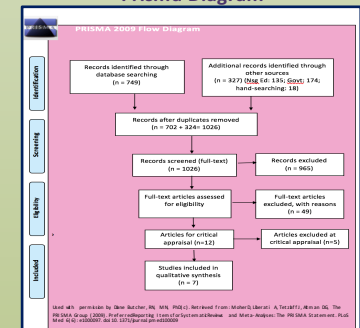 Prisma Diagram
PRISMA 2009 Flow Diagram
Identification
Screening
Eligibility
Included
Records identified through
database searching
(n = 749)
Additional records identified through
other sources
(n = 327) (Nsg Ed: 135; Govt; 174;
hand-searching: 18)
Records after duplicates removed
(n = 702 + 324= 1026)
Records screened (full-text)
(n = 1026)
Records excluded
(n = 965)
Full-text articles assessed
for eligibility
Full-text articles
excluded, with reasons
(n = 49)
Articles for critical
appraisal (n=12)
Articles excluded at
critical appraisal (n=5)
Studies included in
qualitative synthesis
(n = 7)
Used with permission by Diane Butcher, RN, MN, PhD(c). Retrieved from: Moher D, Liberati A, Tetzlaff J, Altman DG, The
PRISMA Group (2009). Preferred Reporting Items for Systematic Reviews and Meta-Analyses: The PRISMA Statement. PLoS
Med 6(6): e1000097. doi:10.1371/journal.pmed1000097